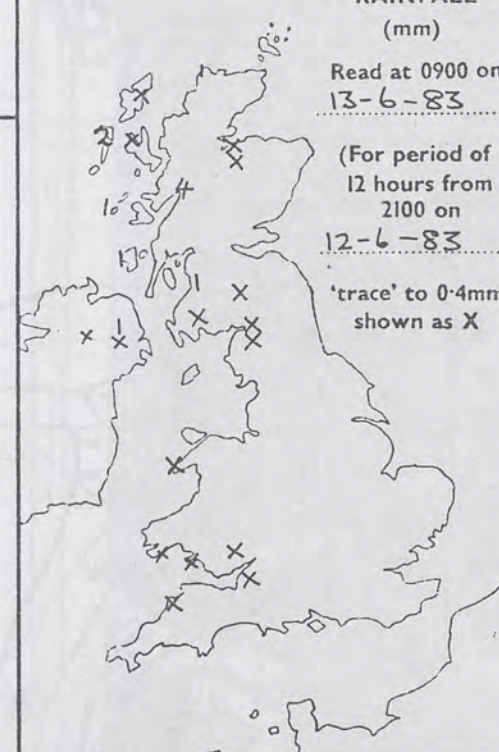 RAINFALL
(mm)
Read at 0900 on
13-6-83
(For period of
12 hours from
2100 on
12-6-83
'trace' to 0·4mm
shown as X
X
2 X
X
X
4
1
1
1 X
X X
X
1
X X
X
X
X X X
X
X